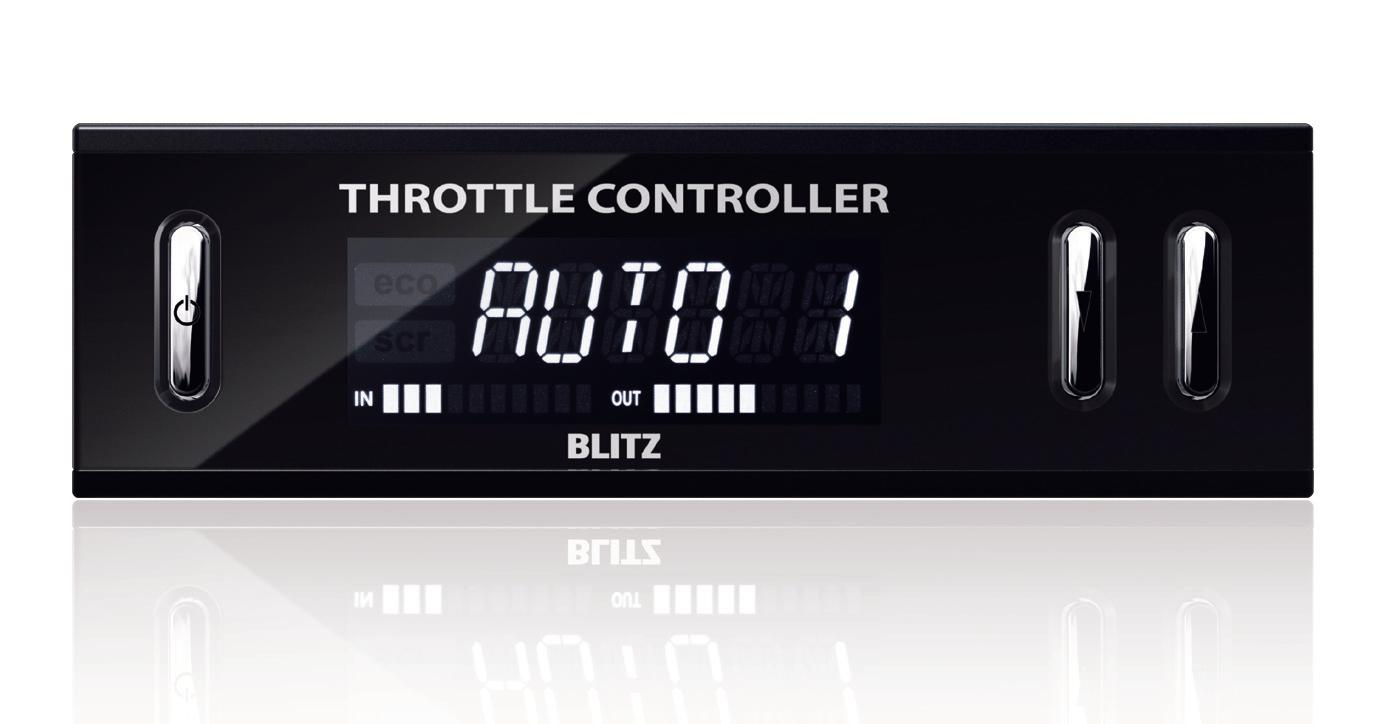 THROTTLE CONTROLLER
eco
AUTO 1
scr
IN OUT
BLITZ